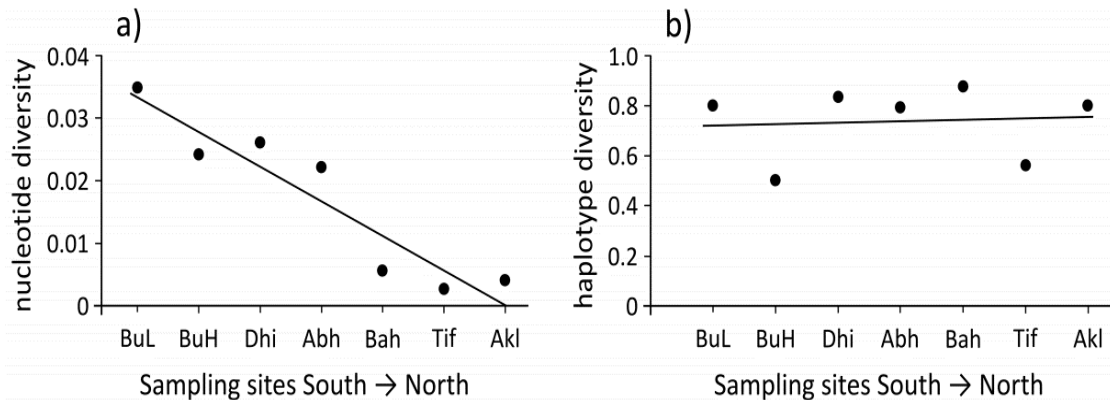 a)
nucleotide diversity
0.04
0.03
0.02
0.01
0
BuL BuH Dhi Abh Bah Tif Akl
Sampling sites South → North
b)
haplotype diversity
1.0
0.8
0.6
0.4
0.2
0
BuL BuH Dhi Abh Bah Tif Akl
Sampling sites South → North